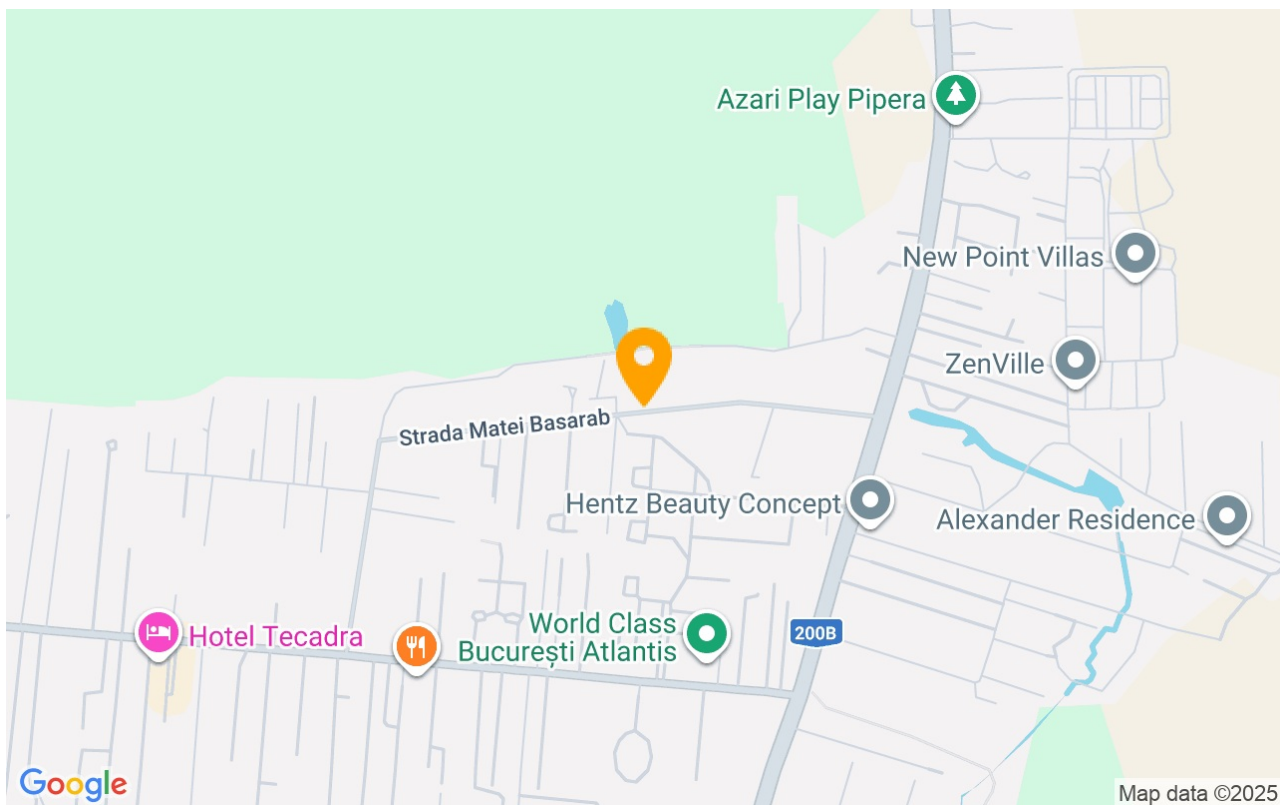 Azari Play Pipera
New Point Villas
ZenVille
Strada Matei Basarab
Hentz Beauty Concept
Alexander Residence
World Class
București Atlantis
200B
Hotel Tecadra
Google
Map data ©2025